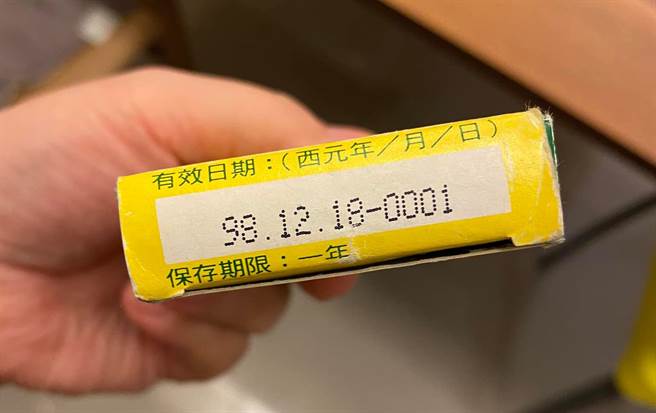 有效日期：(西元年／月／日)
98.12.18-0001
保存期限：一年